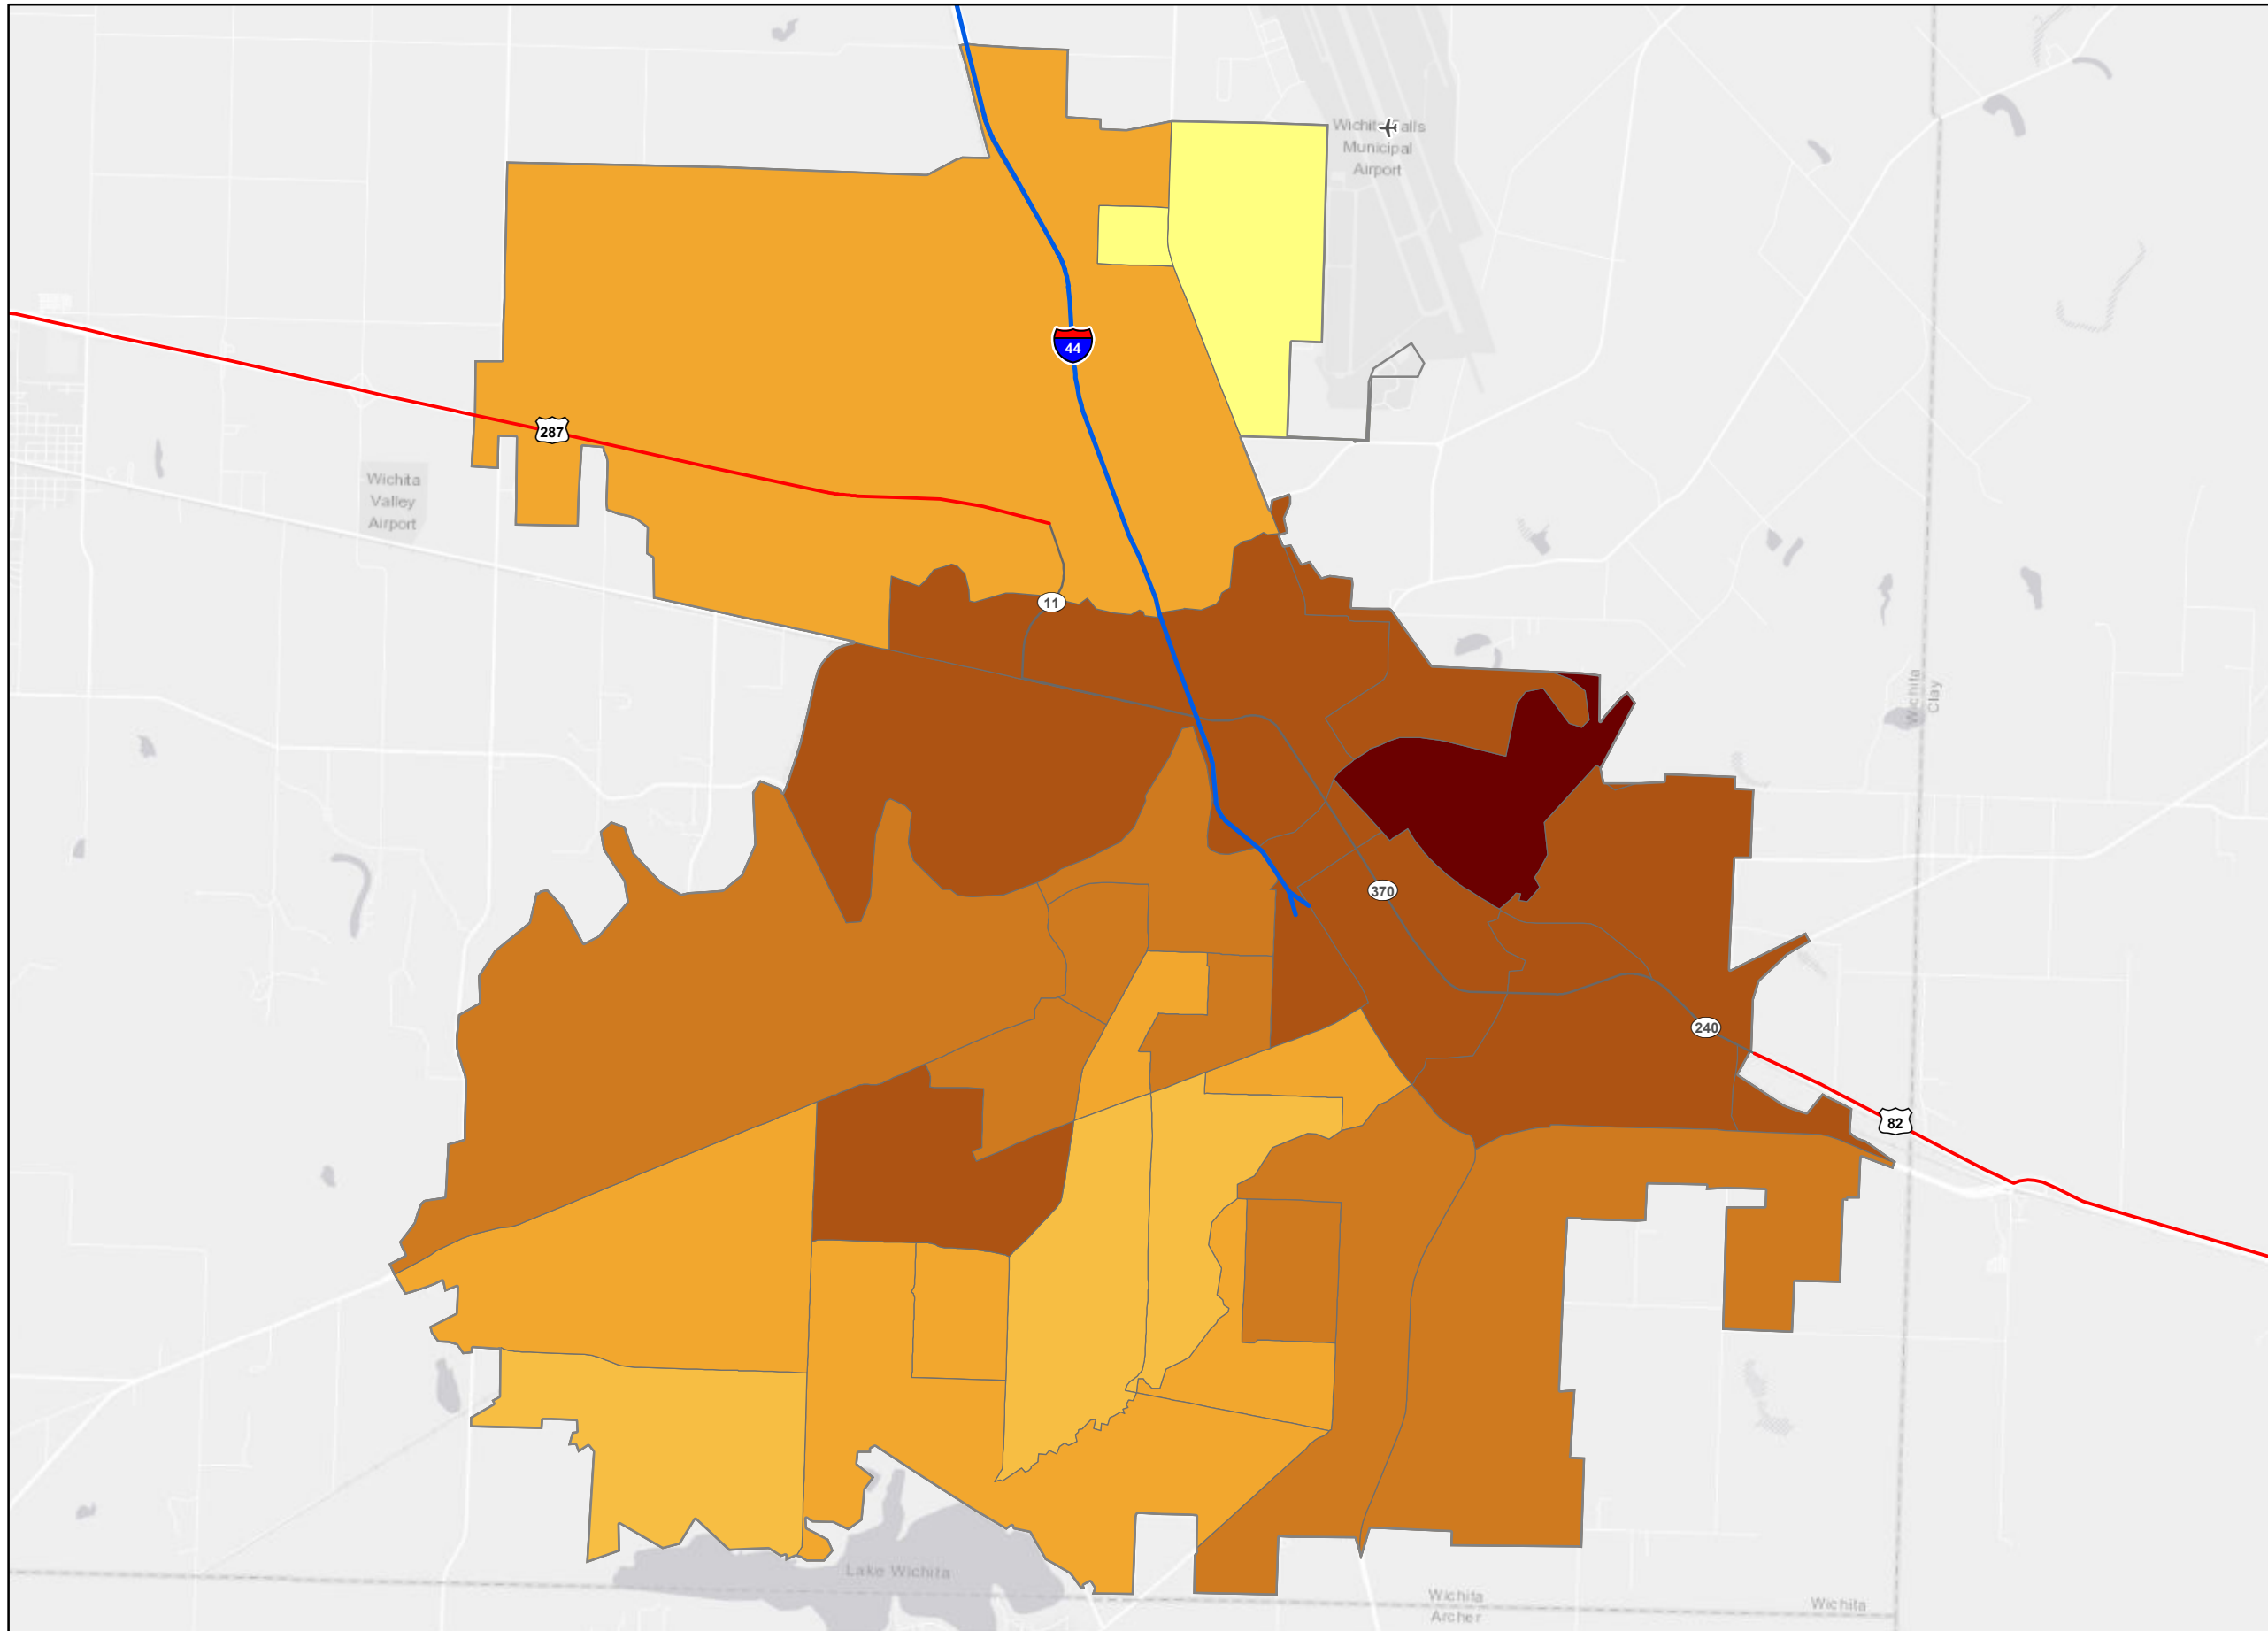 Wichita Falls
Municipal
Airport
44
287
Wichita
Valley
Airport
11
Wichita
Clay
370
240
82
Lake Wichita
Wichita
Archer
Wichita